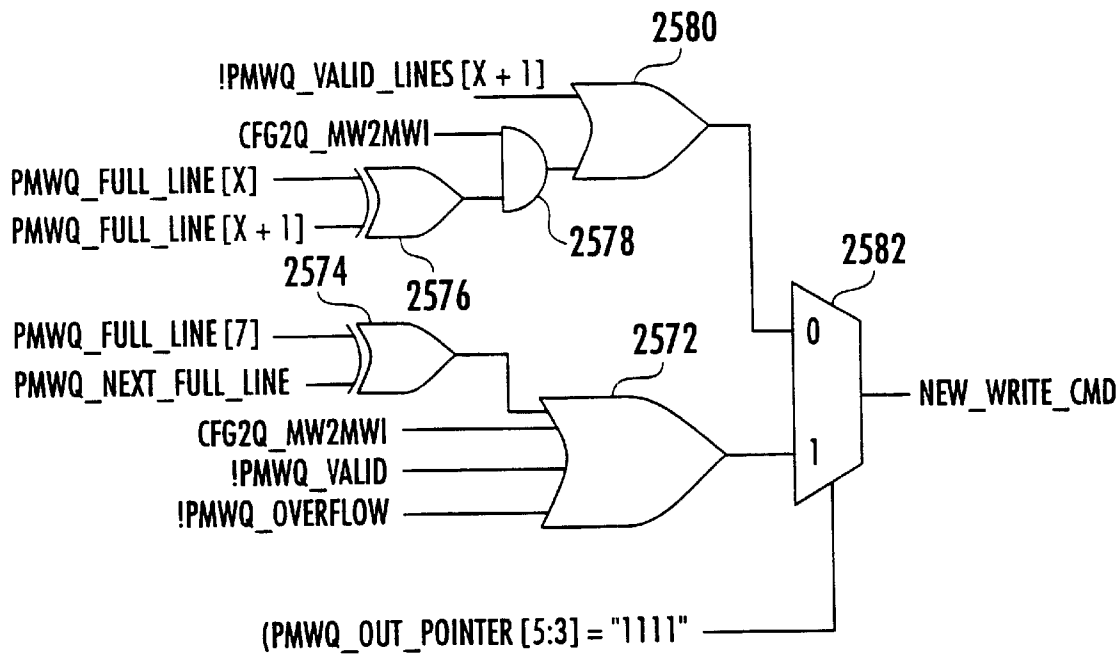 2580
!PMWQ_VALID_LINES [X + 1]
CFG2Q_MW2MWI
PMWQ_FULL_LINE [X]
PMWQ_FULL_LINE [X + 1]
2578
2576
2574
2582
PMWQ_FULL_LINE [7]
PMWQ_NEXT_FULL_LINE
2572
0
NEW_WRITE_CMD
CFG2Q_MW2MWI
!PMWQ_VALID
1
!PMWQ_OVERFLOW
(PMWQ_OUT_POINTER [5:3] = "1111"